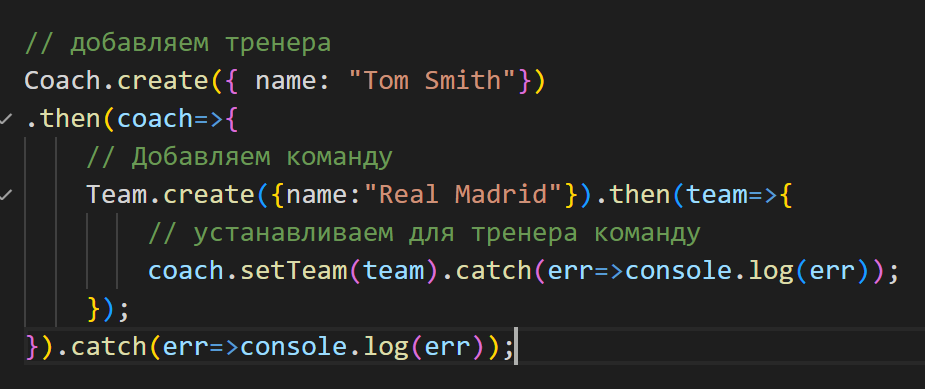 // добавляем тренера
Coach.create({ name: "Tom Smith"})
.then(coach=>{
// Добавляем команду
Team.create({name:"Real Madrid"}).then(team=>{
// устанавливаем для тренера команду
coach.setTeam(team).catch(err=>console.log(err));
});
}).catch(err=>console.log(err));